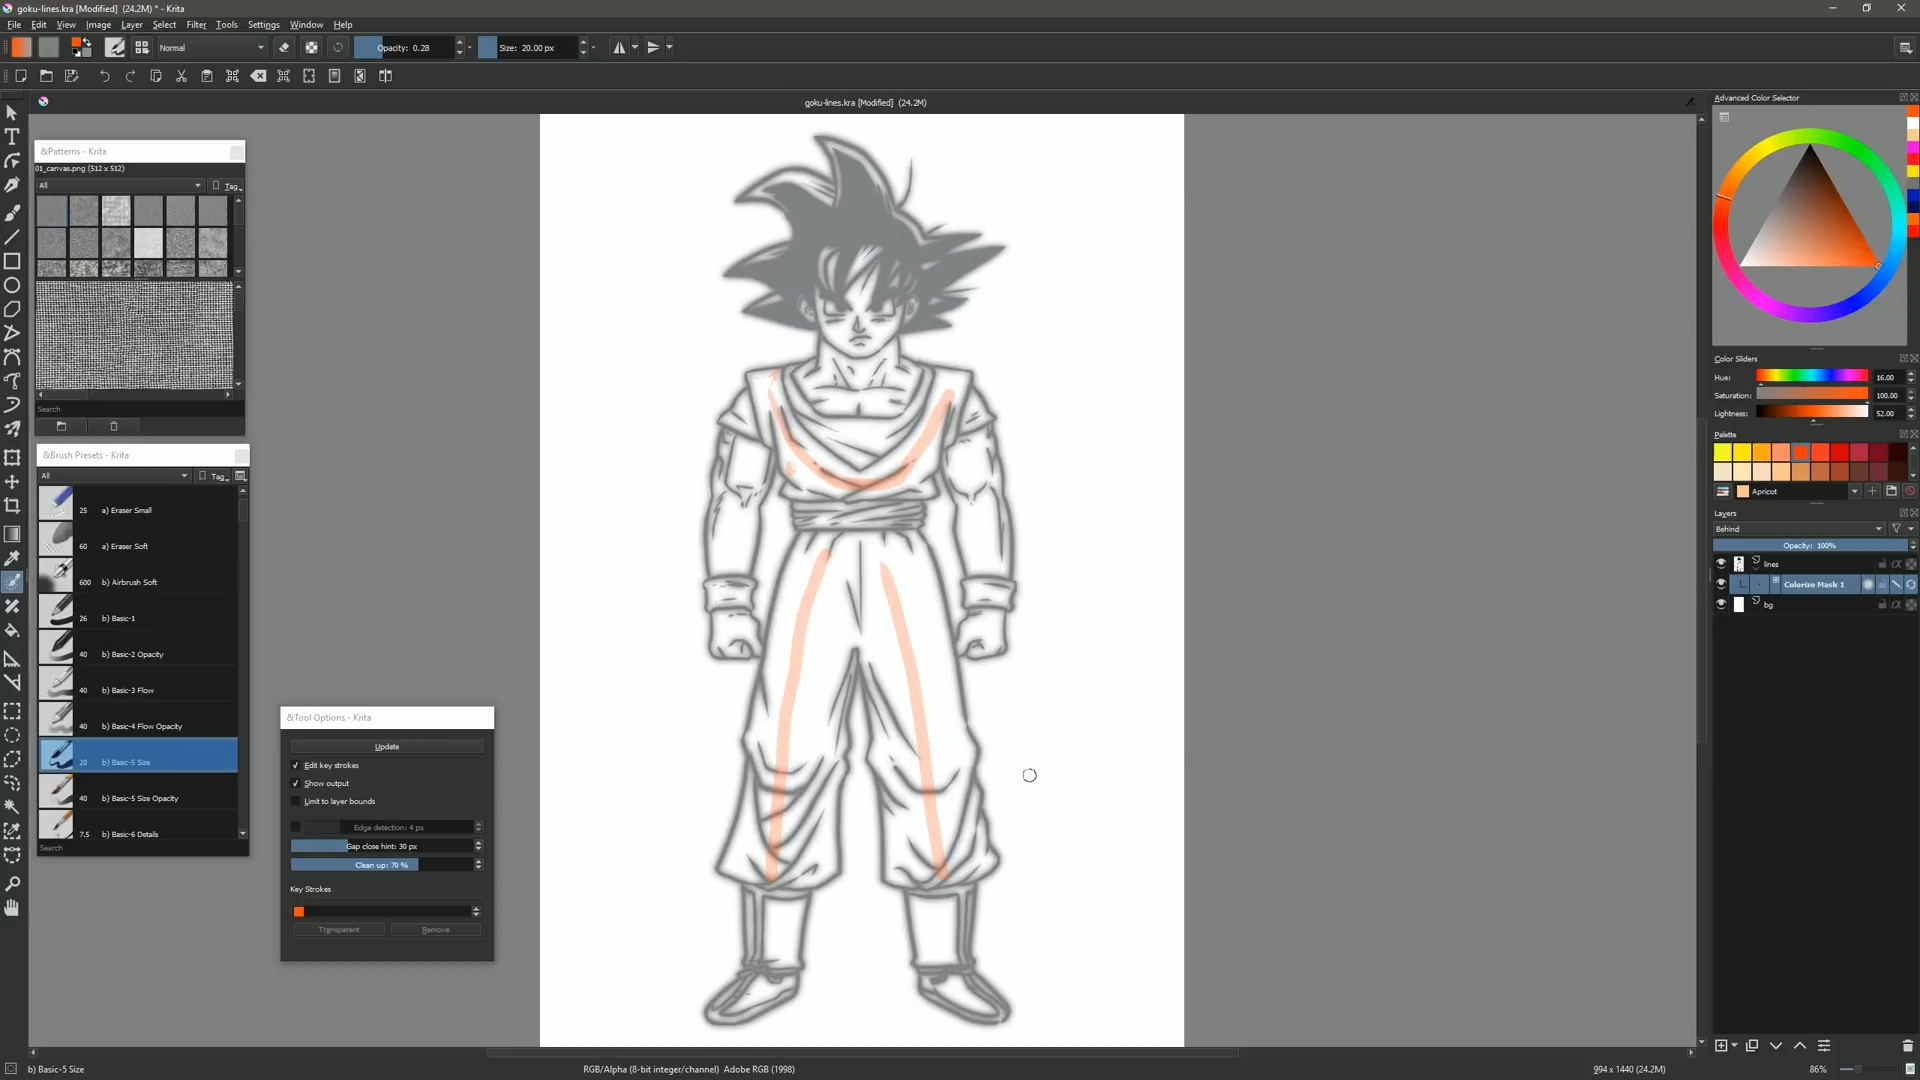 goku-lines.kra [Modified] (24.2M) * - Krita
File Edit View Image Layer Select Filter Tools Settings Window Help
Normal Opacity: 0.28 Size: 20.00 px
goku-lines.kra [Modified] (24.2M)
&Patterns - Krita
01_canvas.png (512 x 512)
All Tag
Search
&Brush Presets - Krita
All Tag
25 a) Eraser Small
60 a) Eraser Soft
600 b) Airbrush Soft
26 b) Basic-1
40 b) Basic-2 Opacity
40 b) Basic-3 Flow
40 b) Basic-4 Flow Opacity
20 b) Basic-5 Size
40 b) Basic-5 Size Opacity
7.5 b) Basic-6 Details
Search
&Tool Options - Krita
Update
Edit key strokes
Show output
Limit to layer bounds
Edge detection: 4 px
Gap close hint: 30 px
Clean up: 70 %
Key Strokes
Transparent Remove
Advanced Color Selector
Color Sliders
Hue: 16.00
Saturation: 100.00
Lightness: 52.00
Palette
Apricot
Layers
Behind
Opacity: 100%
lines
Colorize Mask 1
bg
b) Basic-5 Size RGB/Alpha (8-bit integer/channel) Adobe RGB (1998) 994 x 1440 (24.2M) 86%